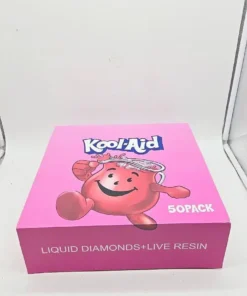 Kool-Aid
50PACK
LIQUID DIAMONDS+LIVE RESIN